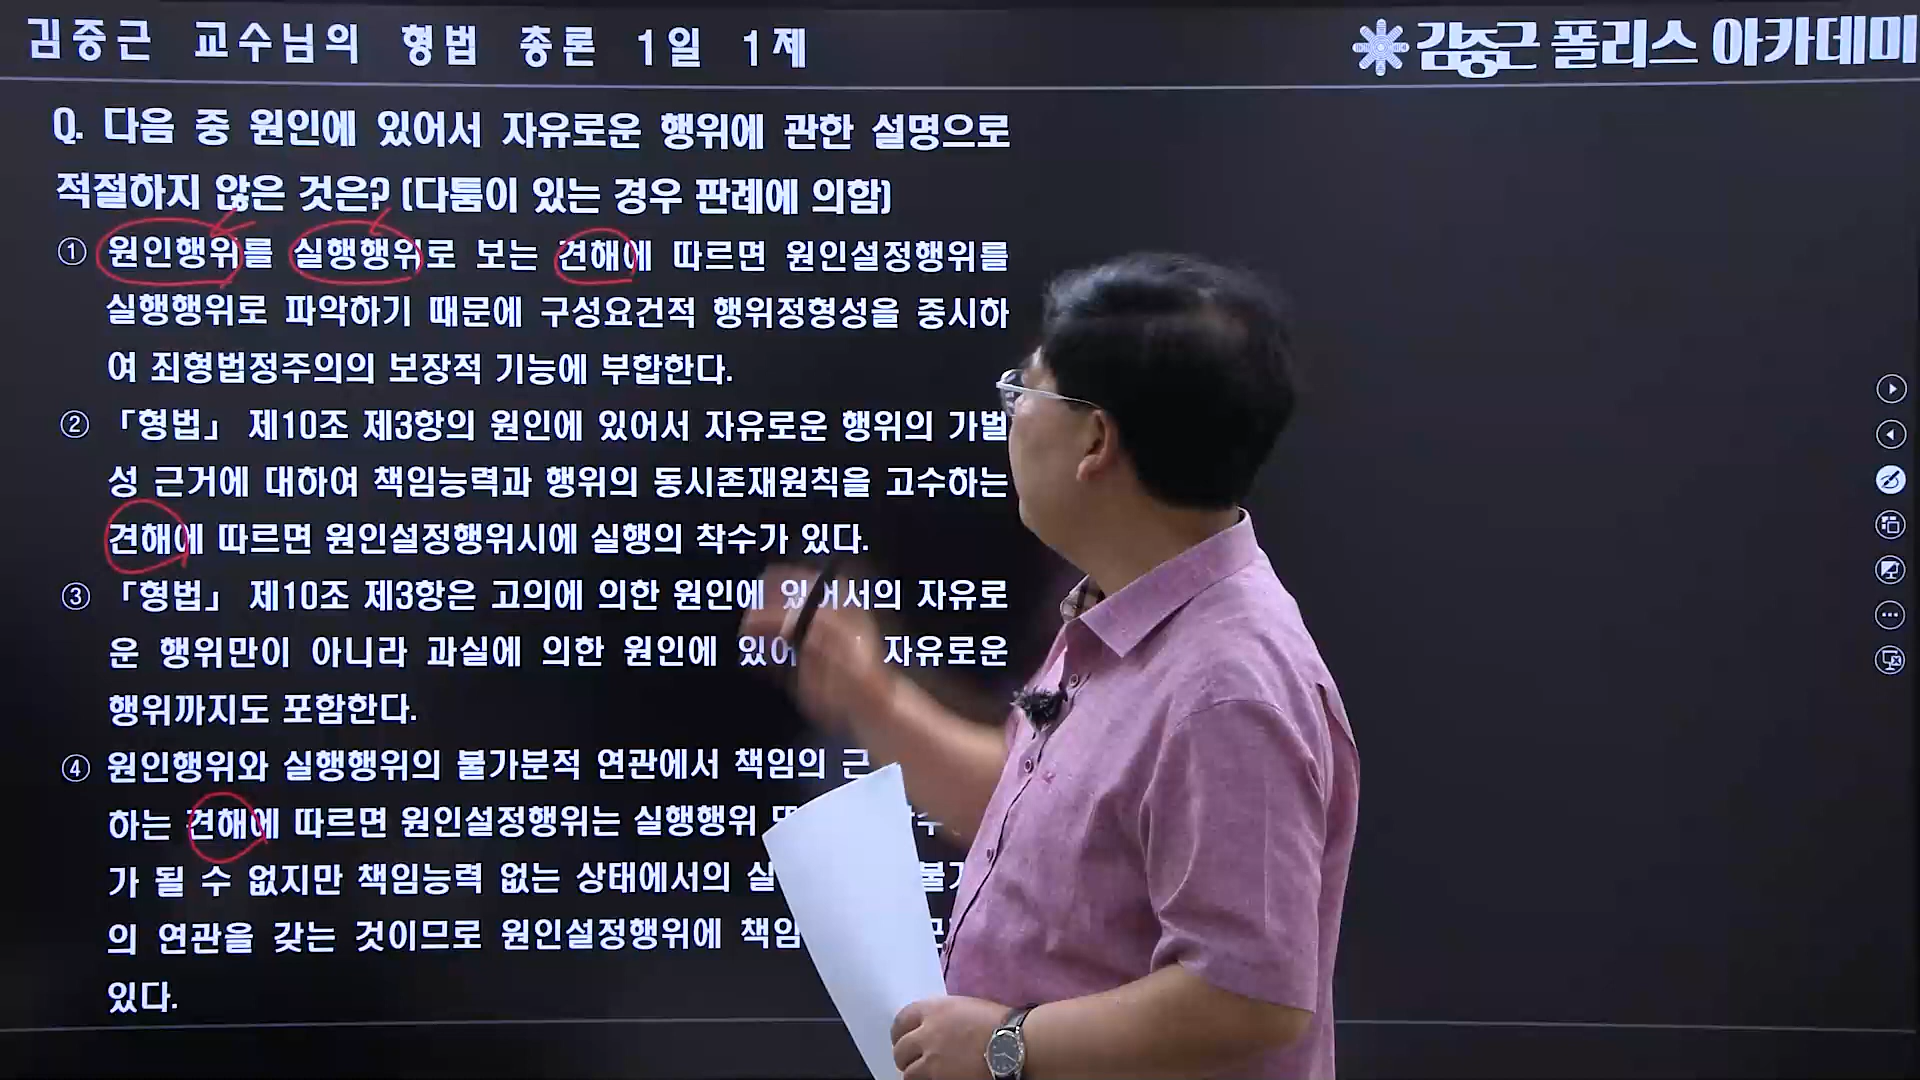 김중근 교수님의 형법 총론 1일 1제
김중근 폴리스 아카데미
Q. 다음 중 원인에 있어서 자유로운 행위에 관한 설명으로
적절하지 않은 것은? (다툼이 있는 경우 판례에 의함)
① 원인행위를 실행행위로 보는 견해에 따르면 원인설정행위를
실행행위로 파악하기 때문에 구성요건적 행위정형성을 중시하
여 죄형법정주의의 보장적 기능에 부합한다.
② 「형법」 제10조 제3항의 원인에 있어서 자유로운 행위의 가벌
성 근거에 대하여 책임능력과 행위의 동시존재원칙을 고수하는
견해에 따르면 원인설정행위시에 실행의 착수가 있다.
③ 「형법」 제10조 제3항은 고의에 의한 원인에 있어서의 자유로
운 행위만이 아니라 과실에 의한 원인에 있어 자유로운
행위까지도 포함한다.
④ 원인행위와 실행행위의 불가분적 연관에서 책임의 근
하는 견해에 따르면 원인설정행위는 실행행위
가 될 수 없지만 책임능력 없는 상태에서의 실
의 연관을 갖는 것이므로 원인설정행위에 책임
있다.